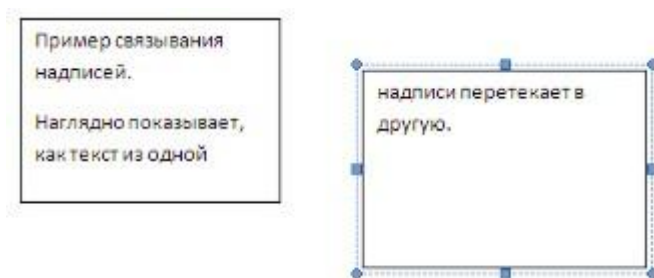 Пример связывания
надписей.
Наглядно показывает,
как текст из одной
надписи перетекает в
другую.